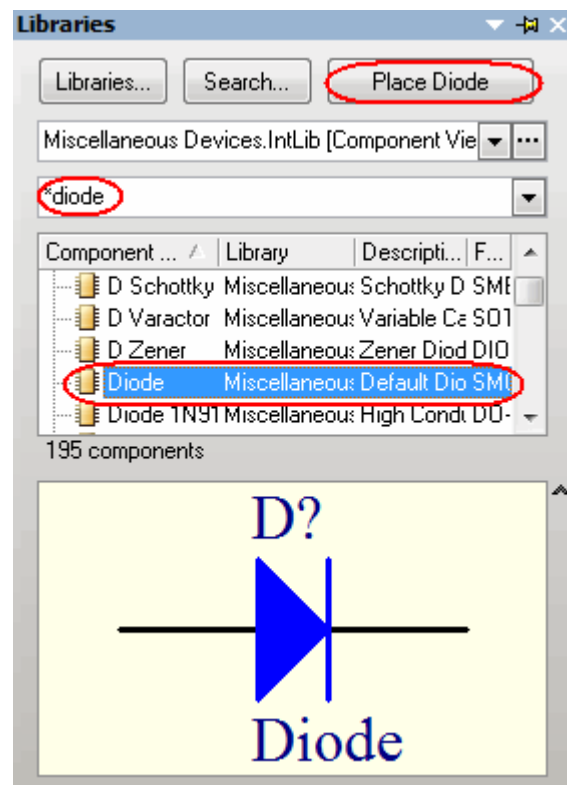 Libraries
Libraries... Search... Place Diode
Miscellaneous Devices.IntLib [Component Vie
*diode
Component ... Library Descripti... F...
D Schottky Miscellaneous Schottky D SME
D Varactor Miscellaneous Variable Ca SOT
D Zener Miscellaneous Zener Diod DIO
Diode Miscellaneous Default Dio SM
Diode 1N91 Miscellaneous High Condu DO-
195 components
D?
Diode